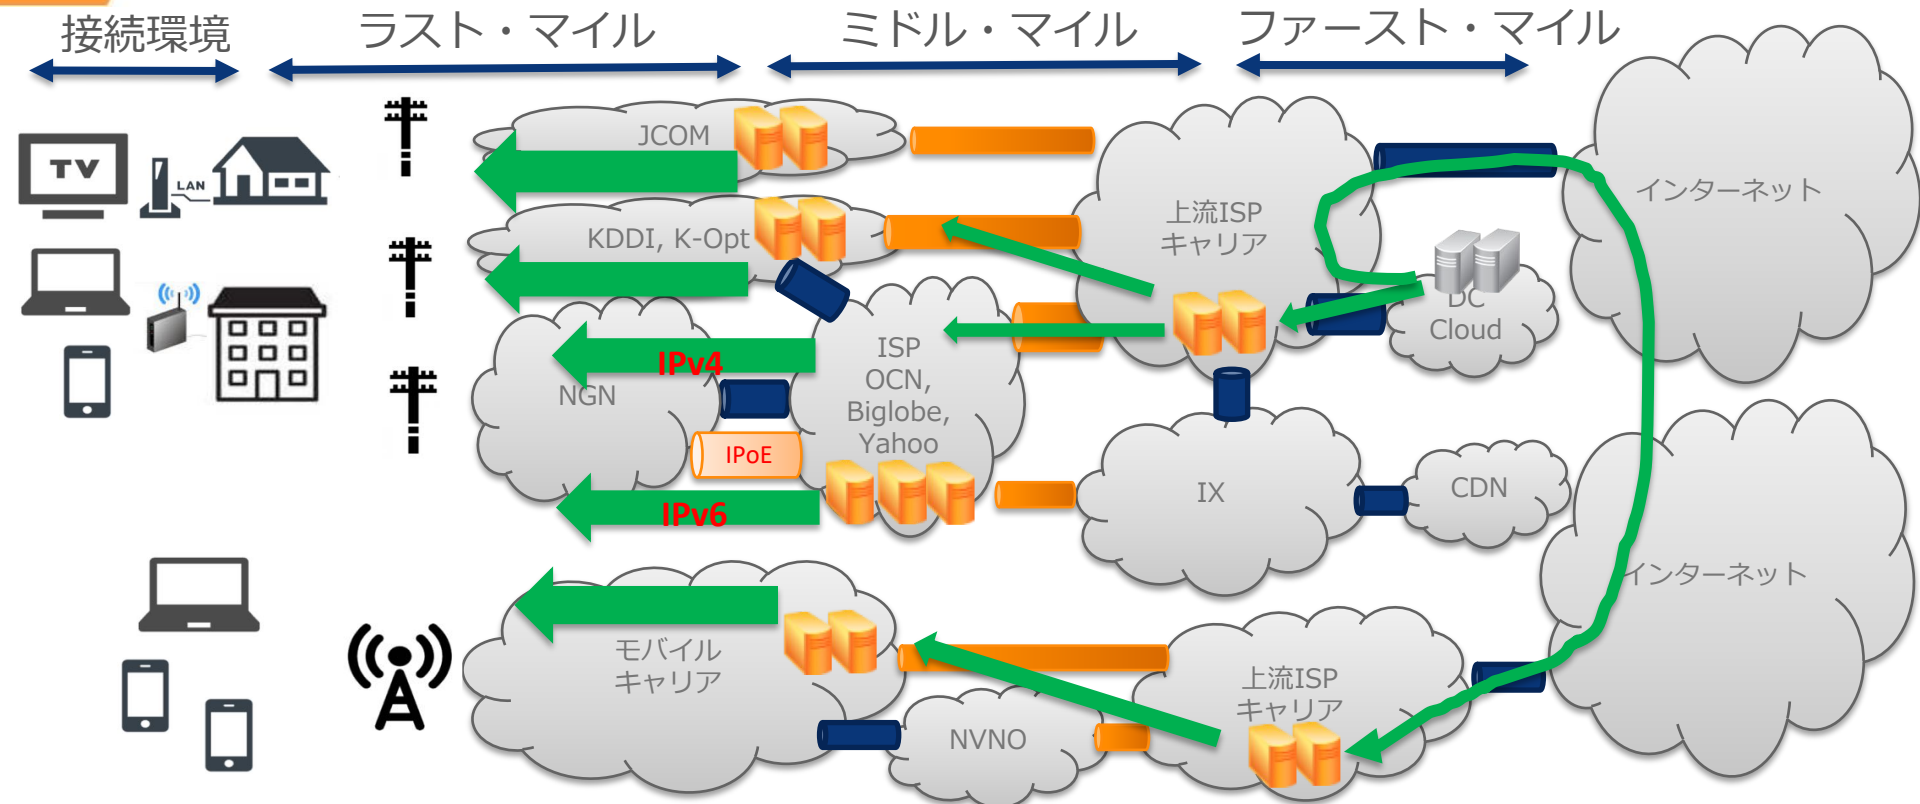 接続環境
ラスト・マイル
ミドル・マイル
ファースト・マイル
TV
LAN
JCOM
KDDI, K-Opt
上流ISP
キャリア
インターネット
DC
Cloud
IPv4
NGN
ISP
OCN,
Biglobe,
Yahoo
IPoE
IPv6
IX
CDN
インターネット
モバイル
キャリア
NVNO
上流ISP
キャリア